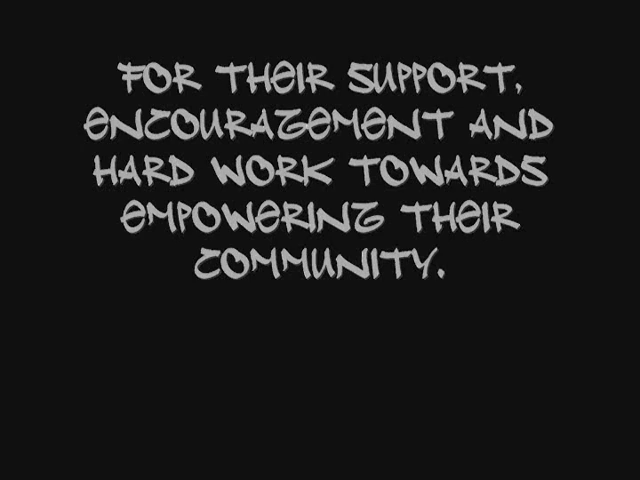 FOR THEIR SUPPORT,
ENCOURAGEMENT AND
HARD WORK TOWARDS
EMPOWERING THEIR
COMMUNITY.